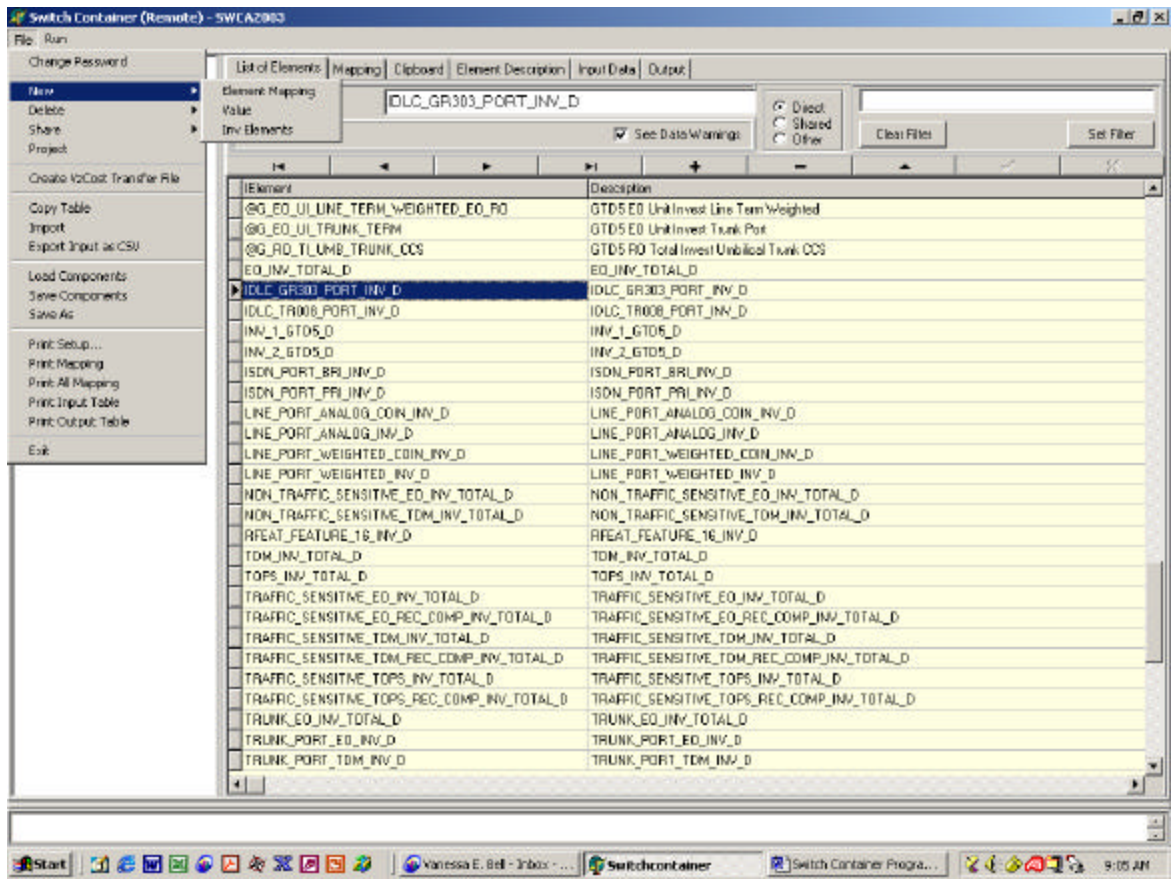 Switch Container (Remote) - SWCA2003
File Run
Change Password
New
Delete
Share
Project
Create VzCost Transfer File
Copy Table
Import
Export Input as CSV
Load Components
Save Components
Save As
Print Setup...
Print Mapping
Print All Mapping
Print Input Table
Print Output Table
Exit
Element Mapping
Value
Inv Elements
List of Elements Mapping Clipboard Element Description Input Data Output
IDLC_GR303_PORT_INV_D
See Data Warnings
Direct
Shared
Other
Clear Filter
Set Filter
IElement Description
@G_EO_UI_LINE_TERM_WEIGHTED_EO_RO GTD5 EO Unit Invest Line Term Weighted
@G_EO_UI_TRUNK_TERM GTD5 EO Unit Invest Trunk Port
@G_RO_TI_UMB_TRUNK_CCS GTD5 RO Total Invest Umbilical Trunk CCS
EO_INV_TOTAL_D EO_INV_TOTAL_D
IDLC_GR303_PORT_INV_D IDLC_GR303_PORT_INV_D
IDLC_TR008_PORT_INV_D IDLC_TR008_PORT_INV_D
INV_1_GTD5_D INV_1_GTD5_D
INV_2_GTD5_D INV_2_GTD5_D
ISDN_PORT_BRI_INV_D ISDN_PORT_BRI_INV_D
ISDN_PORT_PRI_INV_D ISDN_PORT_PRI_INV_D
LINE_PORT_ANALOG_COIN_INV_D LINE_PORT_ANALOG_COIN_INV_D
LINE_PORT_ANALOG_INV_D LINE_PORT_ANALOG_INV_D
LINE_PORT_WEIGHTED_COIN_INV_D LINE_PORT_WEIGHTED_COIN_INV_D
LINE_PORT_WEIGHTED_INV_D LINE_PORT_WEIGHTED_INV_D
NON_TRAFFIC_SENSITIVE_EO_INV_TOTAL_D NON_TRAFFIC_SENSITIVE_EO_INV_TOTAL_D
NON_TRAFFIC_SENSITIVE_TDM_INV_TOTAL_D NON_TRAFFIC_SENSITIVE_TDM_INV_TOTAL_D
RFEAT_FEATURE_16_INV_D RFEAT_FEATURE_16_INV_D
TDM_INV_TOTAL_D TDM_INV_TOTAL_D
TOPS_INV_TOTAL_D TOPS_INV_TOTAL_D
TRAFFIC_SENSITIVE_EO_INV_TOTAL_D TRAFFIC_SENSITIVE_EO_INV_TOTAL_D
TRAFFIC_SENSITIVE_EO_REC_COMP_INV_TOTAL_D TRAFFIC_SENSITIVE_EO_REC_COMP_INV_TOTAL_D
TRAFFIC_SENSITIVE_TDM_INV_TOTAL_D TRAFFIC_SENSITIVE_TDM_INV_TOTAL_D
TRAFFIC_SENSITIVE_TDM_REC_COMP_INV_TOTAL_D TRAFFIC_SENSITIVE_TDM_REC_COMP_INV_TOTAL_D
TRAFFIC_SENSITIVE_TOPS_INV_TOTAL_D TRAFFIC_SENSITIVE_TOPS_INV_TOTAL_D
TRAFFIC_SENSITIVE_TOPS_REC_COMP_INV_TOTAL_D TRAFFIC_SENSITIVE_TOPS_REC_COMP_INV_TOTAL_D
TRUNK_EO_INV_TOTAL_D TRUNK_EO_INV_TOTAL_D
TRUNK_PORT_EO_INV_D TRUNK_PORT_EO_INV_D
TRUNK_PORT_TDM_INV_D TRUNK_PORT_TDM_INV_D
Start Vanessa E. Bell - Inbox - ... Switchcontainer Switch Container Progra... 9:05 AM